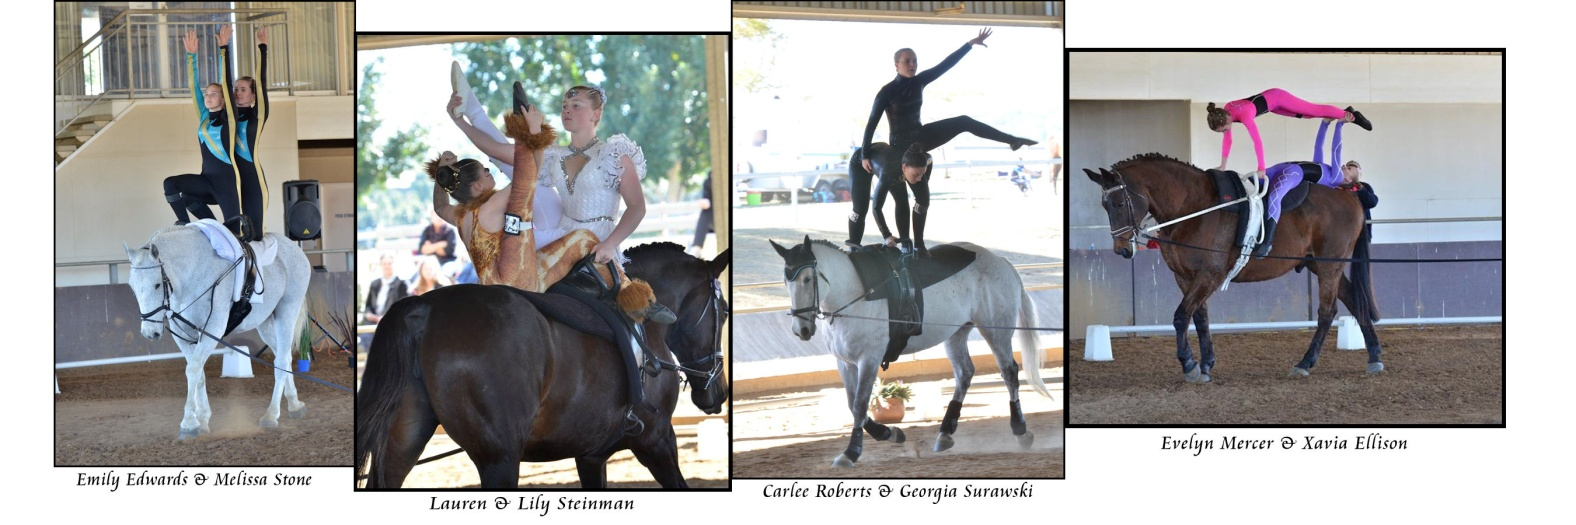 Emily Edwards & Melissa Stone
Lauren & Lily Steinman
Carlee Roberts & Georgia Surawski
Evelyn Mercer & Xavia Ellison